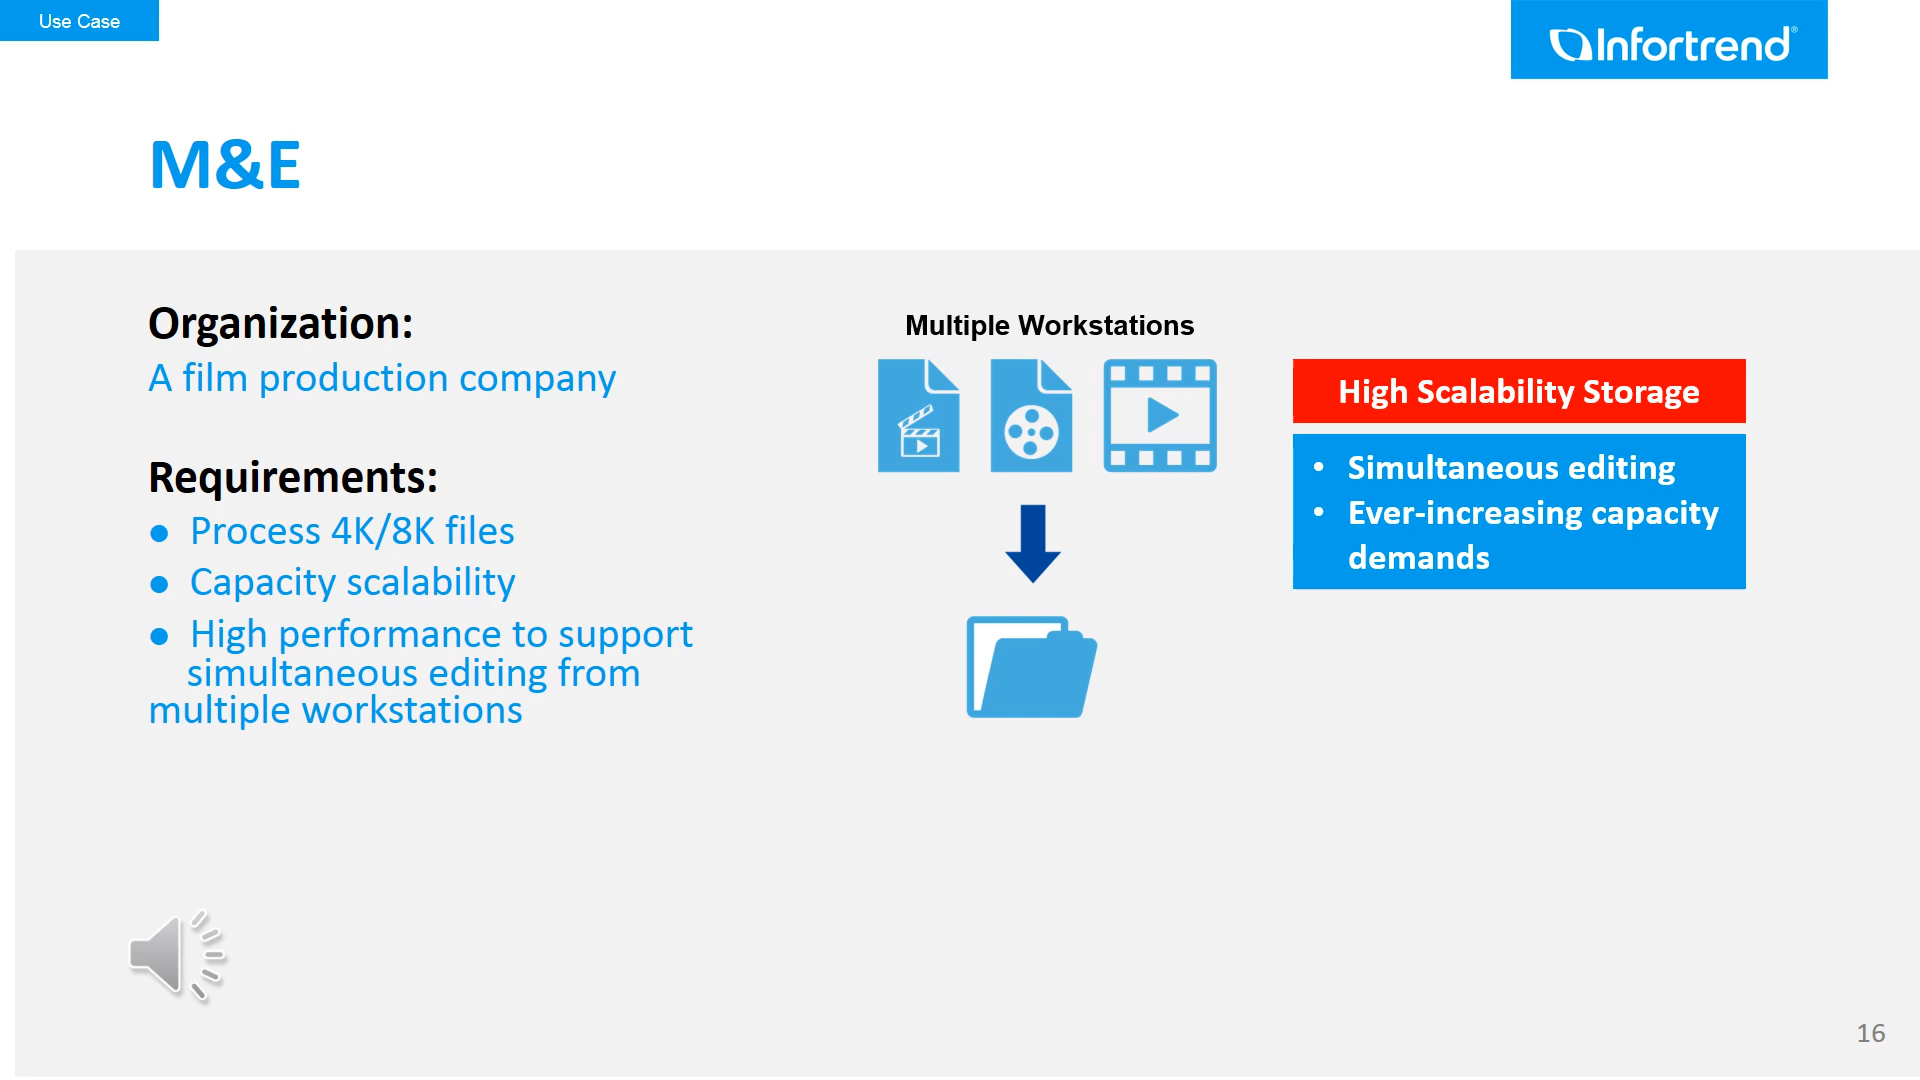 Use Case
Infortrend®
M&E
Organization:
A film production company
Requirements:
● Process 4K/8K files
● Capacity scalability
● High performance to support
simultaneous editing from
multiple workstations
Multiple Workstations
High Scalability Storage
• Simultaneous editing
• Ever-increasing capacity
demands
16